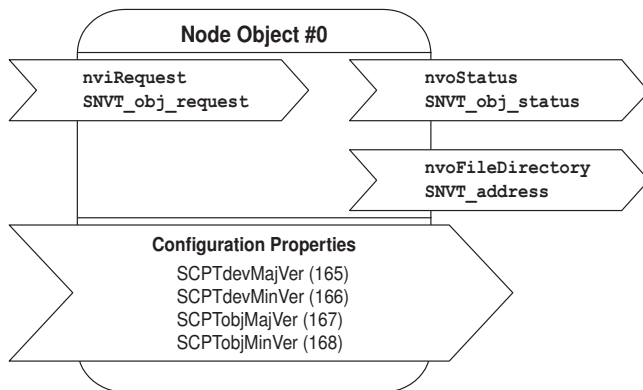 Node Object #0
nviRequest
SNVT_obj_request
nvoStatus
SNVT_obj_status
nvoFileDirectory
SNVT_address
Configuration Properties
SCPTdevMajVer (165)
SCPTdevMinVer (166)
SCPTobjMajVer (167)
SCPTobjMinVer (168)